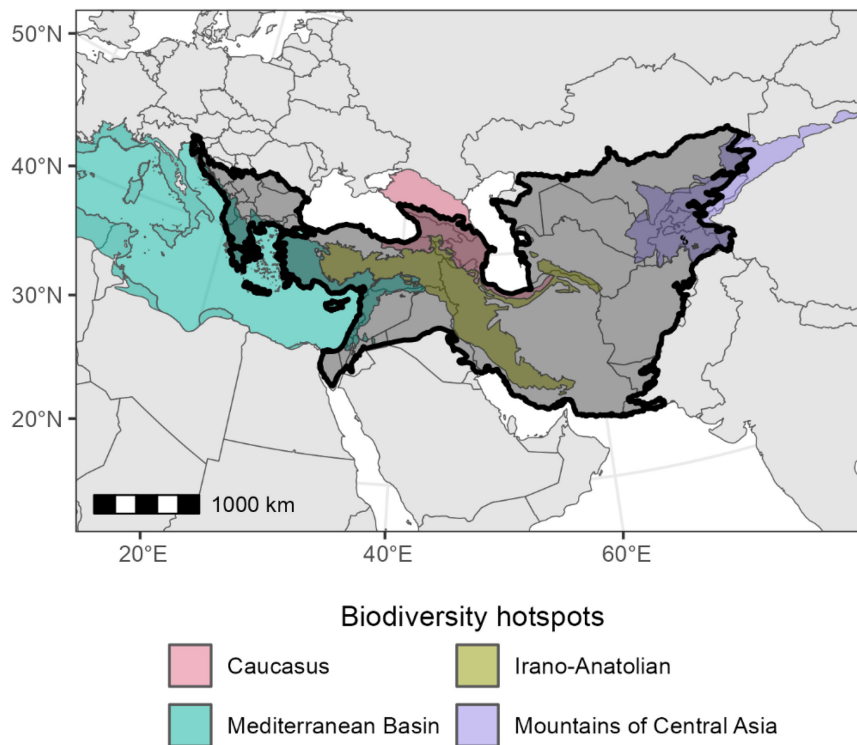 50°N
40°N
30°N
20°N
1000 km
20°E 40°E 60°E
Biodiversity hotspots
Caucasus Irano-Anatolian
Mediterranean Basin Mountains of Central Asia